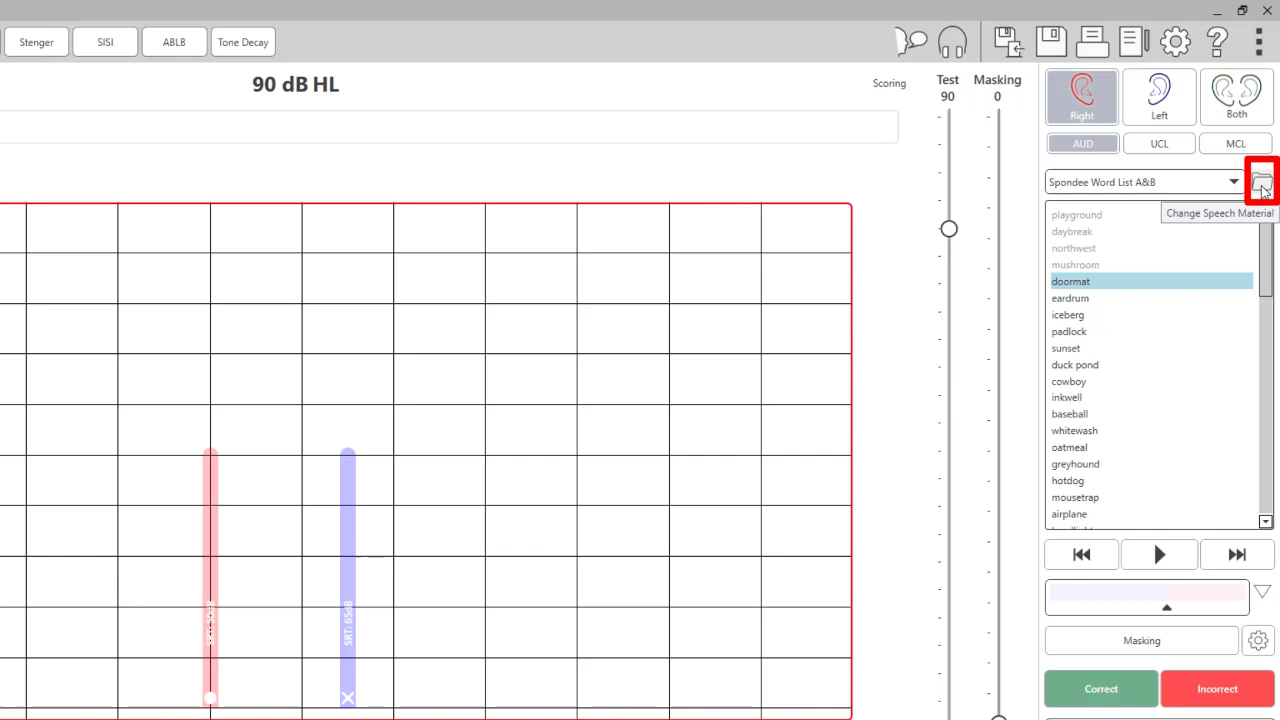 Stenger
SISI
ABLB
Tone Decay
90 dB HL
Scoring
Test
90
Masking
0
Right
Left
Both
AUD
UCL
MCL
Spondee Word List A&B
Change Speech Material
playground
daybreak
northwest
mushroom
doormat
eardrum
iceberg
padlock
sunset
duck pond
cowboy
inkwell
baseball
whitewash
oatmeal
greyhound
hotdog
mousetrap
airplane
SRT: 65dB
Masking
Correct
Incorrect